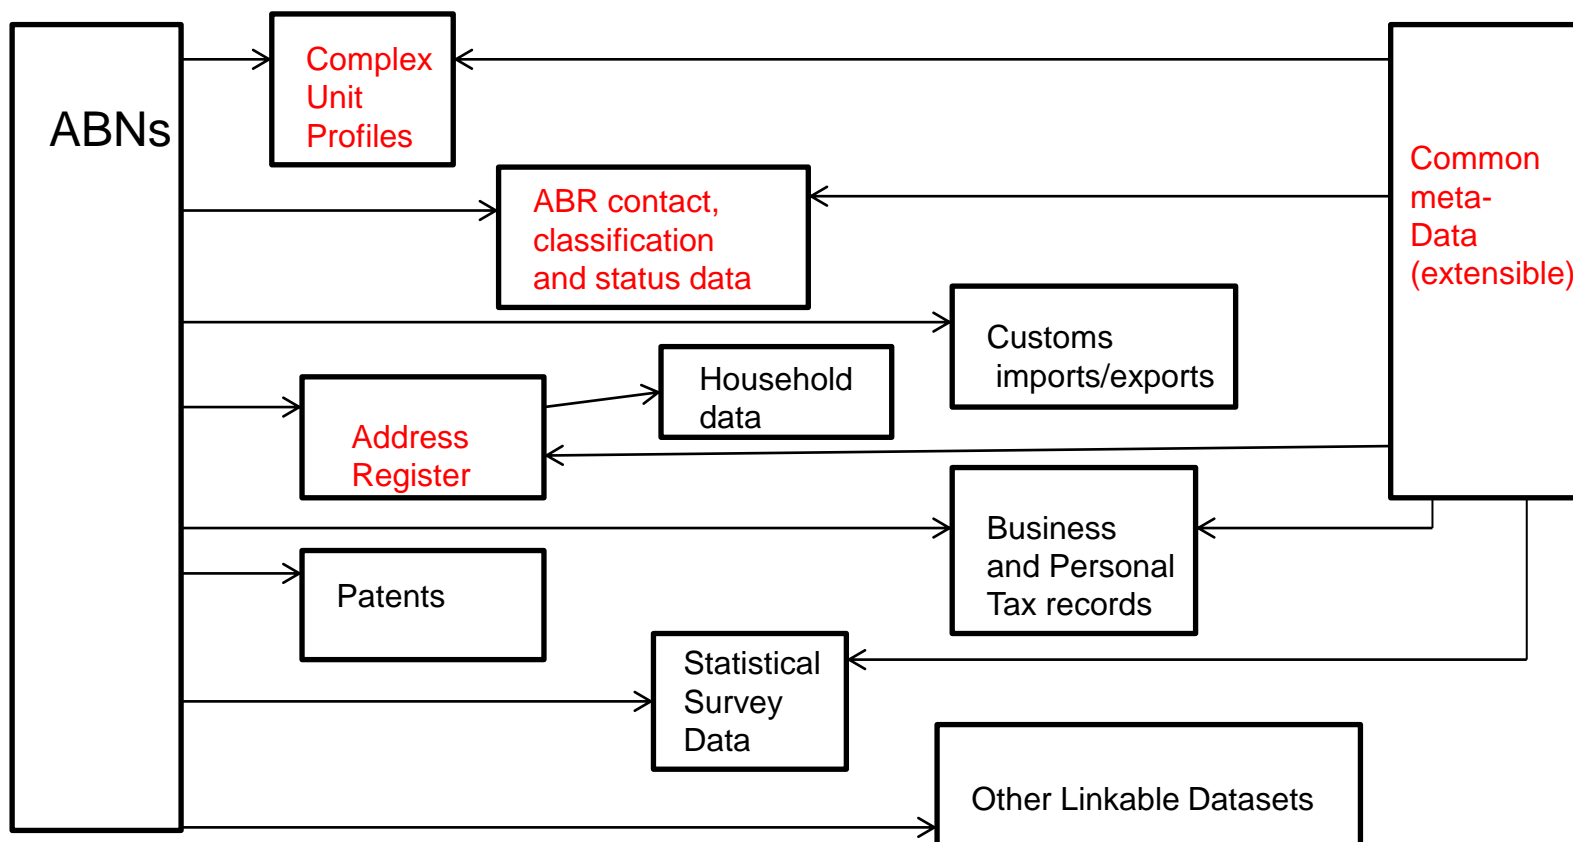 ABNs
Complex
Unit
Profiles
ABR contact,
classification
and status data
Common
meta-
Data
(extensible)
Customs
imports/exports
Household
data
Address
Register
Business
and Personal
Tax records
Patents
Statistical
Survey
Data
Other Linkable Datasets